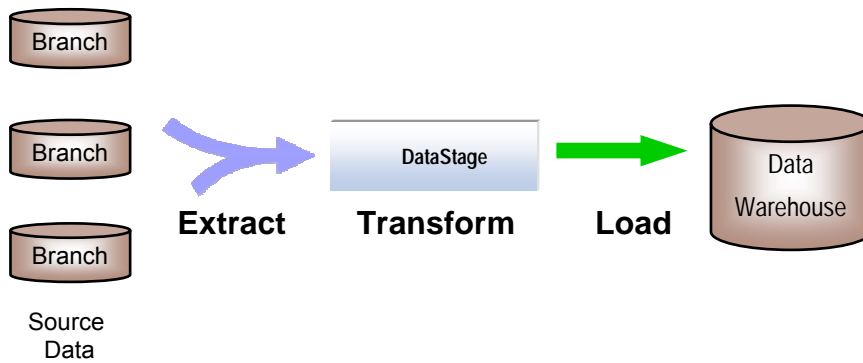 Branch
Branch
Branch
Source
Data
Extract
DataStage
Transform
Load
Data
Warehouse